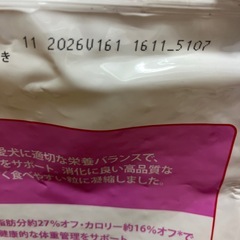 11 2026V161 1611_5107
き
愛犬に適切な栄養バランスで、
をサポート、消化に良い高品質な
く食べやすい粒に凝縮しました。
脂肪分約27%オフ・カロリー約16%オフ*で
健康的な体重管理をサポート